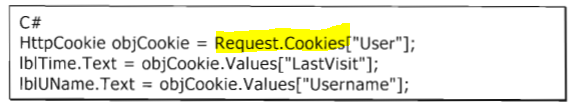 C#
HttpCookie objCookie = Request.Cookies["User"];
lblTime.Text = objCookie.Values["LastVisit"];
lblUName.Text = objCookie.Values["Username"];